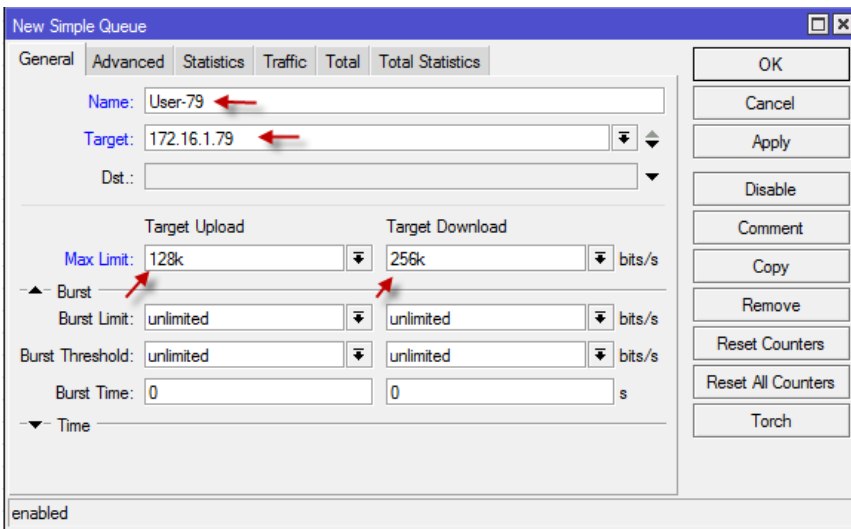 New Simple Queue
General Advanced Statistics Traffic Total Total Statistics
Name: User-79
Target: 172.16.1.79
Dst.:
Target Upload Target Download
Max Limit: 128k 256k bits/s
Burst
Burst Limit: unlimited unlimited bits/s
Burst Threshold: unlimited unlimited bits/s
Burst Time: 0 0 s
Time
enabled
OK
Cancel
Apply
Disable
Comment
Copy
Remove
Reset Counters
Reset All Counters
Torch